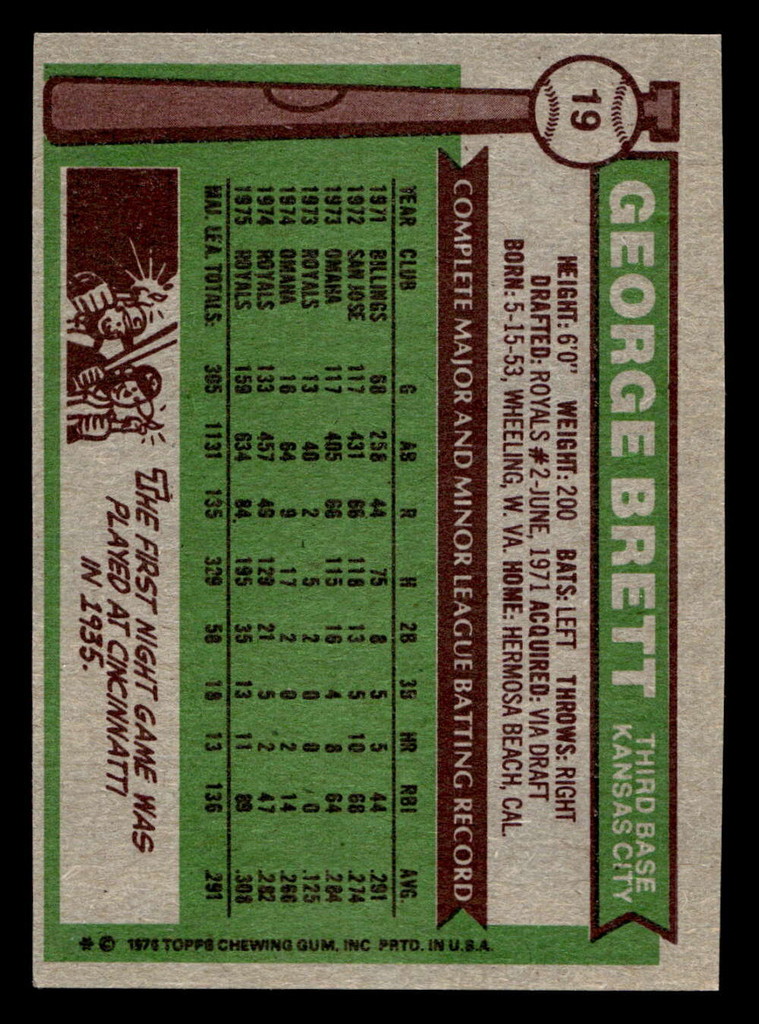 19
GEORGE BRETT
THIRD BASE
KANSAS CITY
HEIGHT: 6'0" WEIGHT: 200 BATS: LEFT THROWS: RIGHT
DRAFTED: ROYALS #2-JUNE, 1971 ACQUIRED: VIA DRAFT
BORN: 5-15-53, WHEELING, W. VA. HOME: HERMOSA BEACH, CAL.
COMPLETE MAJOR AND MINOR LEAGUE BATTING RECORD
YEAR CLUB G AB R H 2B 3B HR RBI AVG.
1971 BILLINGS 68 258 44 75 8 5 5 44 .291
1972 SAN JOSE 117 431 66 118 13 5 10 68 .274
1973 OMAHA 117 405 66 115 16 4 8 64 .284
1973 ROYALS 13 40 2 5 2 0 0 0 .125
1974 OMAHA 16 64 9 17 2 0 2 14 .266
1974 ROYALS 133 457 49 129 21 5 2 47 .282
1975 ROYALS 159 634 84 195 35 13 11 89 .308
MAJ. LEA. TOTALS: 305 1131 135 329 58 18 13 136 .291
THE FIRST NIGHT GAME WAS
PLAYED AT CINCINNATTI
IN 1935.
# © 1976 TOPPS CHEWING GUM, INC PRTD. IN U.S.A.